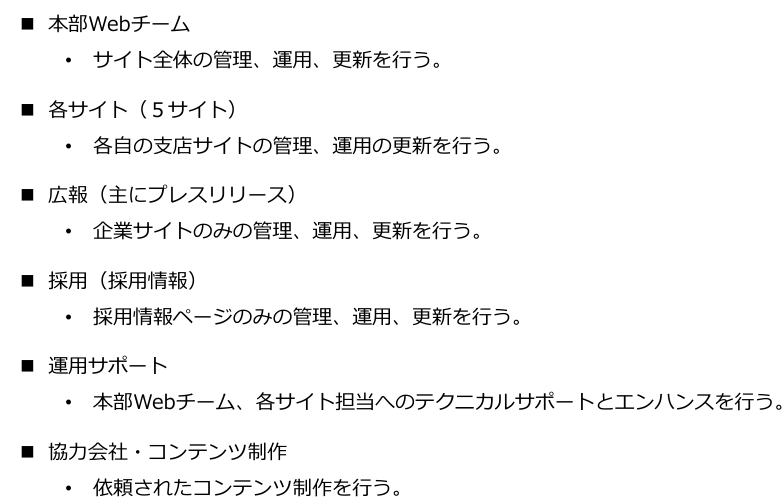 ■ 本部Webチーム
• サイト全体の管理、運用、更新を行う。
■ 各サイト（５サイト）
• 各自の支店サイトの管理、運用の更新を行う。
■ 広報（主にプレスリリース）
• 企業サイトのみの管理、運用、更新を行う。
■ 採用（採用情報）
• 採用情報ページのみの管理、運用、更新を行う。
■ 運用サポート
• 本部Webチーム、各サイト担当へのテクニカルサポートとエンハンスを行う。
■ 協力会社・コンテンツ制作
• 依頼されたコンテンツ制作を行う。